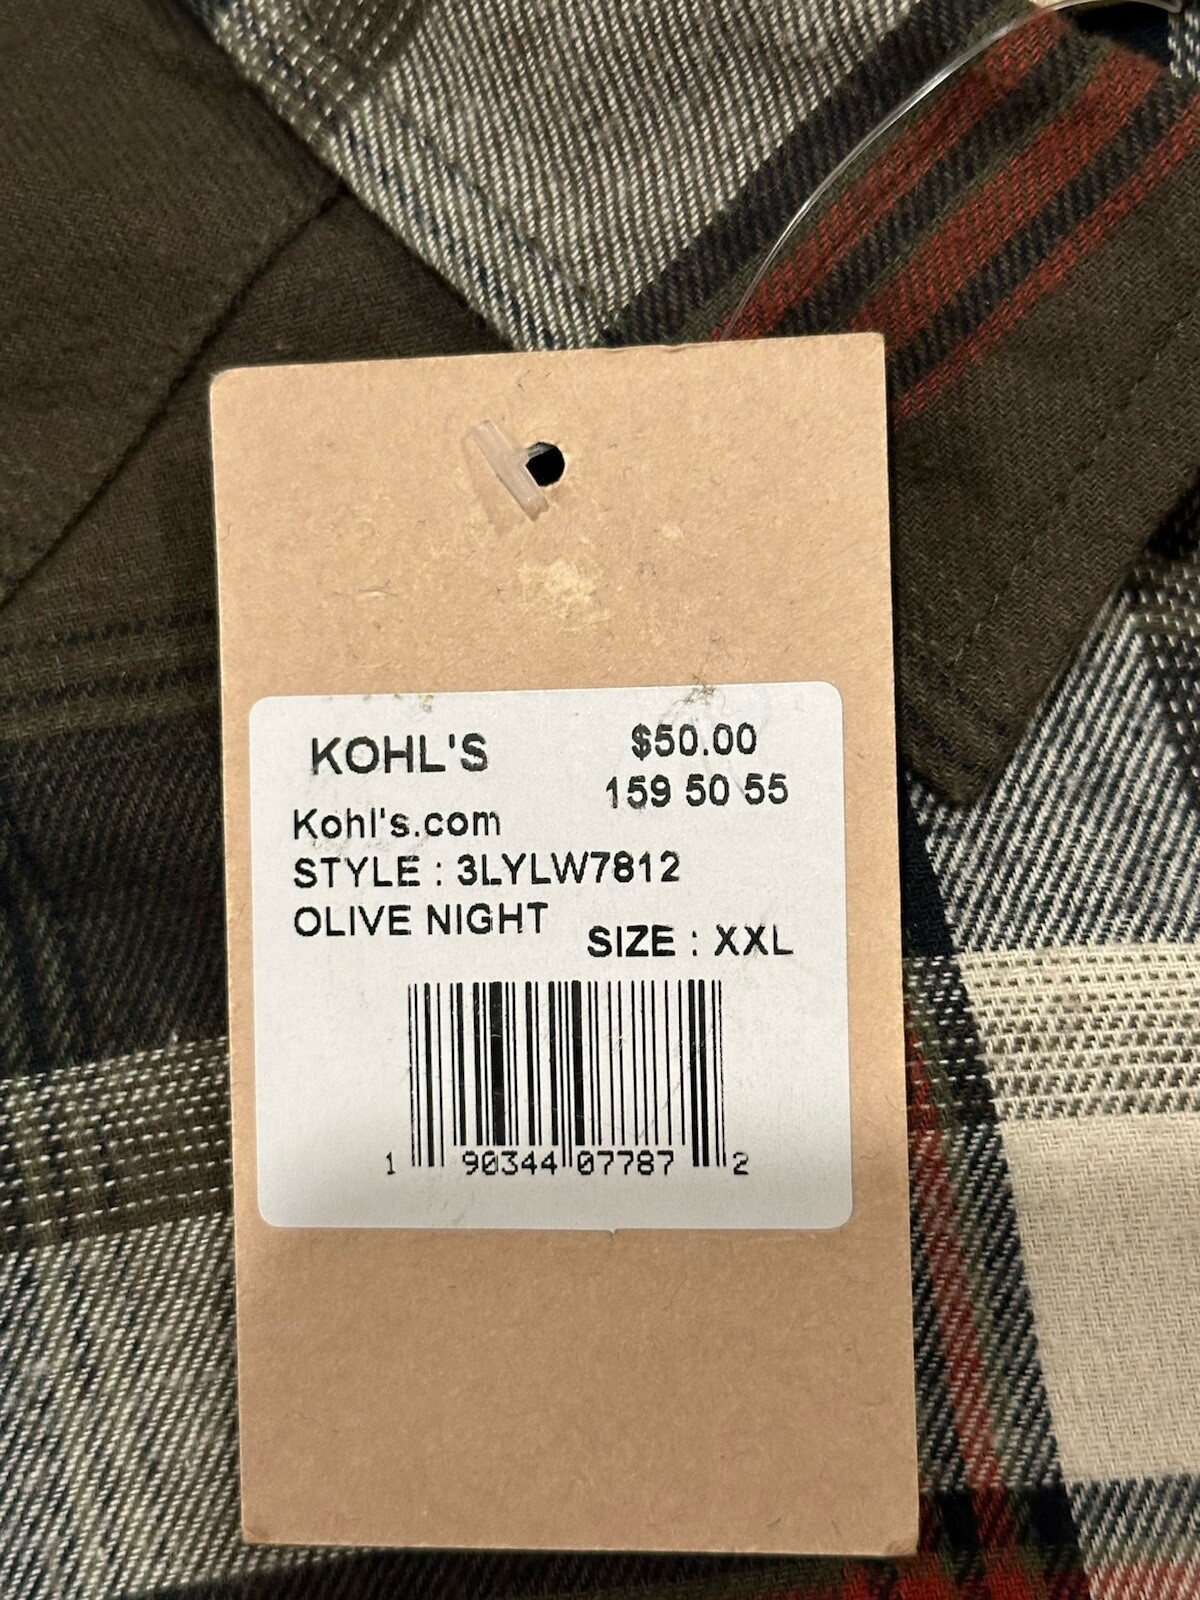 KOHL'S
$50.00
159 50 55
Kohl's.com
STYLE : 3LYLW7812
OLIVE NIGHT
SIZE : XXL
1 90344 07787 2